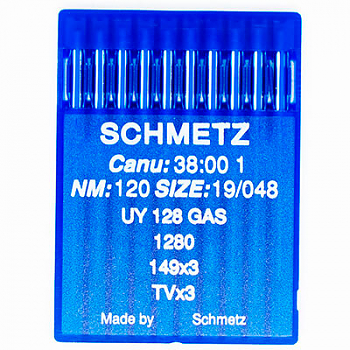 SCHMETZ
Canu: 38:00 1
NM:120 SIZE:19/048
UY 128 GAS
1280
149x3
TVx3
Made by Schmetz